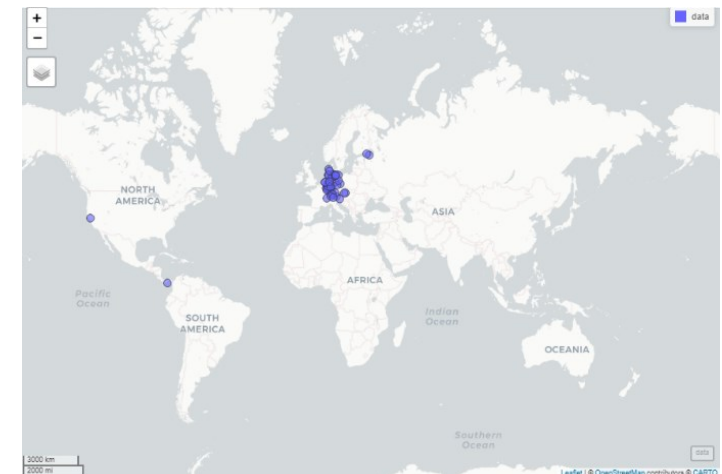 +
−
data
NORTH
AMERICA
ASIA
AFRICA
Pacific
Ocean
SOUTH
AMERICA
Indian
Ocean
OCEANIA
Southern
Ocean
data
3000 km
2000 mi
Leaflet | © OpenStreetMap contributors © CARTO